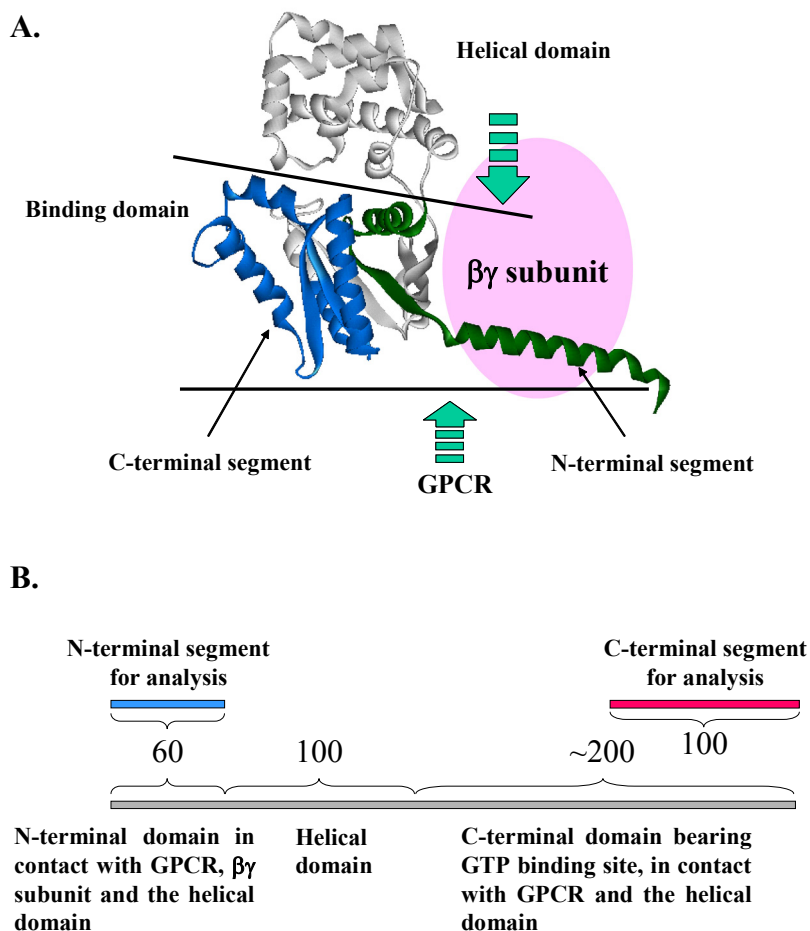 A.
Helical domain
Binding domain
βγ subunit
C-terminal segment
N-terminal segment
GPCR
B.
N-terminal segment
for analysis
C-terminal segment
for analysis
60
100
~200
100
N-terminal domain in
contact with GPCR, βγ
subunit and the helical
domain
Helical
domain
C-terminal domain bearing
GTP binding site, in contact
with GPCR and the helical
domain